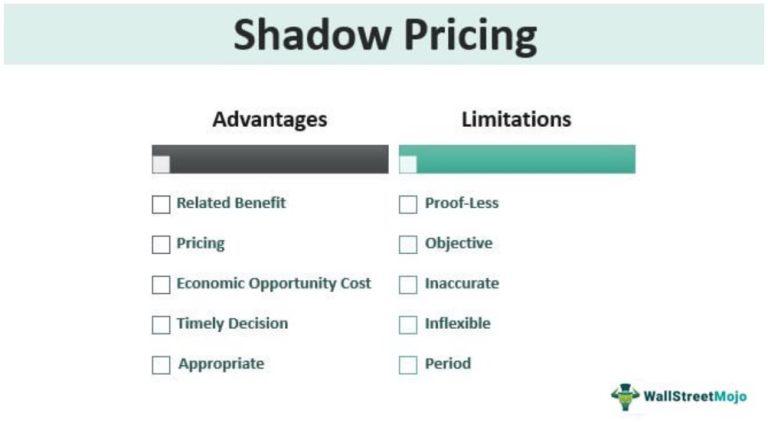 Shadow Pricing
Advantages
Related Benefit
Pricing
Economic Opportunity Cost
Timely Decision
Appropriate
Limitations
Proof-Less
Objective
Inaccurate
Inflexible
Period
WallStreetMojo